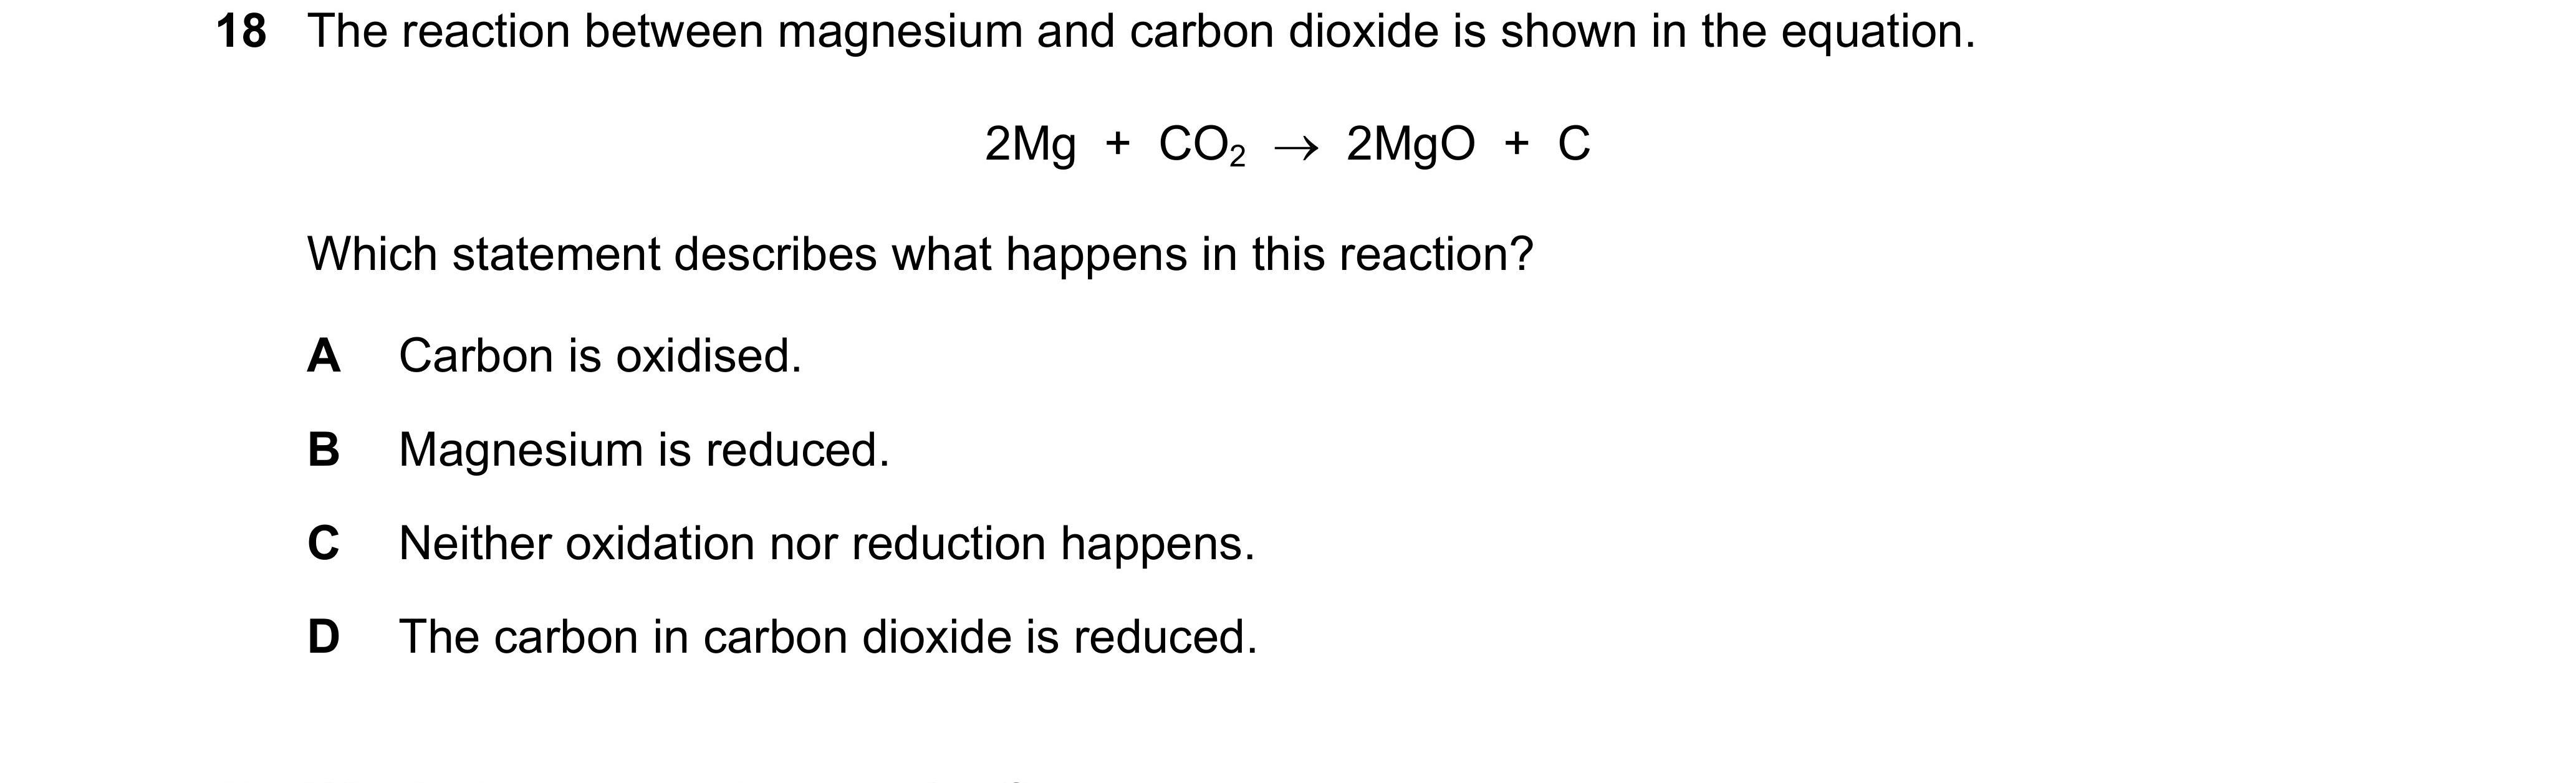 18 The reaction between magnesium and carbon dioxide is shown in the equation.
2Mg + CO₂ → 2MgO + C
Which statement describes what happens in this reaction?
A Carbon is oxidised.
B Magnesium is reduced.
C Neither oxidation nor reduction happens.
D The carbon in carbon dioxide is reduced.